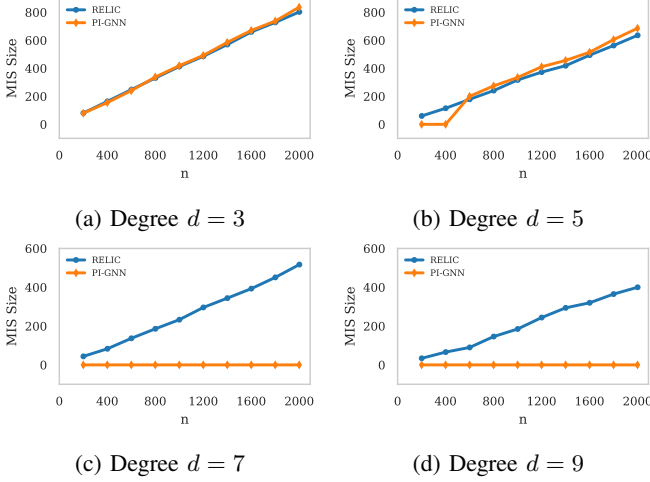 800
600
400
200
0
MIS Size
RELIC
PI-GNN
0 400 800 1200 1600 2000
n
(a) Degree d = 3
800
600
400
200
0
MIS Size
RELIC
PI-GNN
0 400 800 1200 1600 2000
n
(b) Degree d = 5
600
400
200
0
MIS Size
RELIC
PI-GNN
0 400 800 1200 1600 2000
n
(c) Degree d = 7
600
400
200
0
MIS Size
RELIC
PI-GNN
0 400 800 1200 1600 2000
n
(d) Degree d = 9